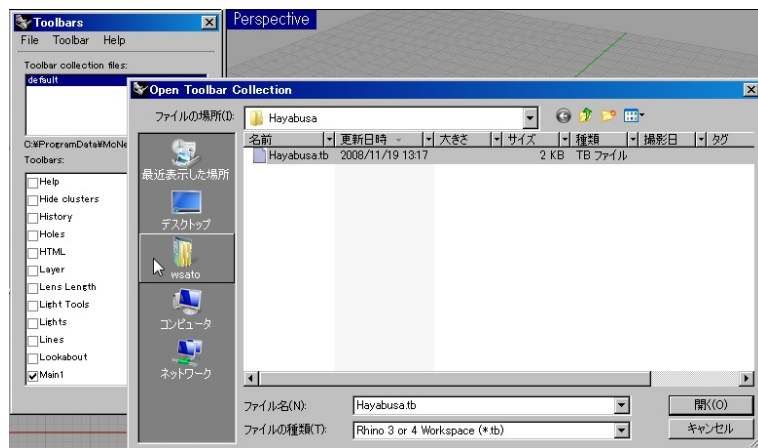 Toolbars
File Toolbar Help
Toolbar collection files:
default
C:¥ProgramData¥McNe
Toolbars:
Help
Hide clusters
History
Holes
HTML
Layer
Lens Length
Light Tools
Lights
Lines
Lookabout
Main1
Perspective
Open Toolbar Collection
ファイルの場所(I):
Hayabusa
最近表示した場所
デスクトップ
wsato
コンピュータ
ネットワーク
名前 更新日時 大きさ サイズ 種類 撮影日 タグ
Hayabusa.tb 2008/11/19 13:17 2 KB TB ファイル
ファイル名(N):
Hayabusa.tb
開く(O)
ファイルの種類(T):
Rhino 3 or 4 Workspace (*.tb)
キャンセル